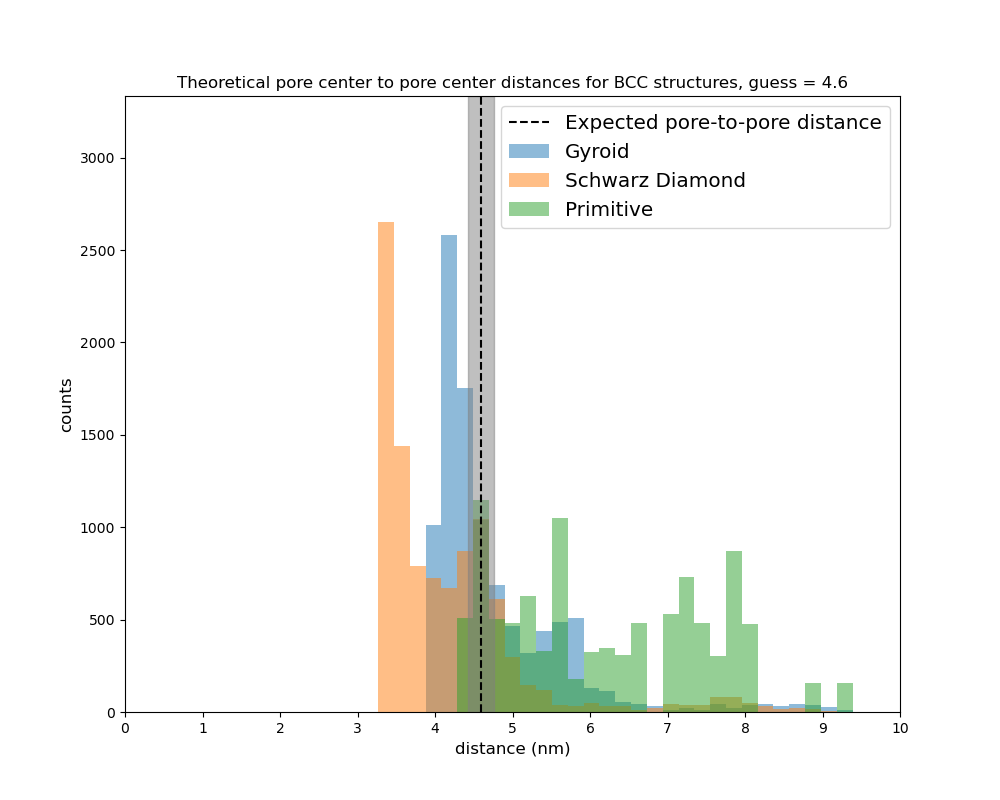 Theoretical pore center to pore center distances for BCC structures, guess = 4.6
Expected pore-to-pore distance
Gyroid
Schwarz Diamond
Primitive
counts
3000
2500
2000
1500
1000
500
0
0 1 2 3 4 5 6 7 8 9 10
distance (nm)